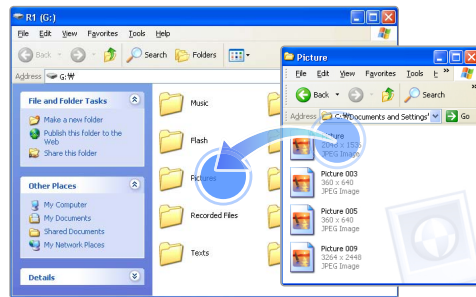 R1 (G:)
File Edit View Favorites Tools Help
Back Search Folders
Address G:₩
File and Folder Tasks
Make a new folder
Publish this folder to the
Web
Share this folder
Other Places
My Computer
My Documents
Shared Documents
My Network Places
Details
Music
Flash
Pictures
Recorded Files
Texts
Picture
File Edit View Favorites Tools »
Back Search »
Address C:₩Documents and Settings' Go
Picture
2048 x 1536
JPEG Image
Picture 003
360 x 640
JPEG Image
Picture 005
360 x 640
JPEG Image
Picture 009
3264 x 2448
JPEG Image